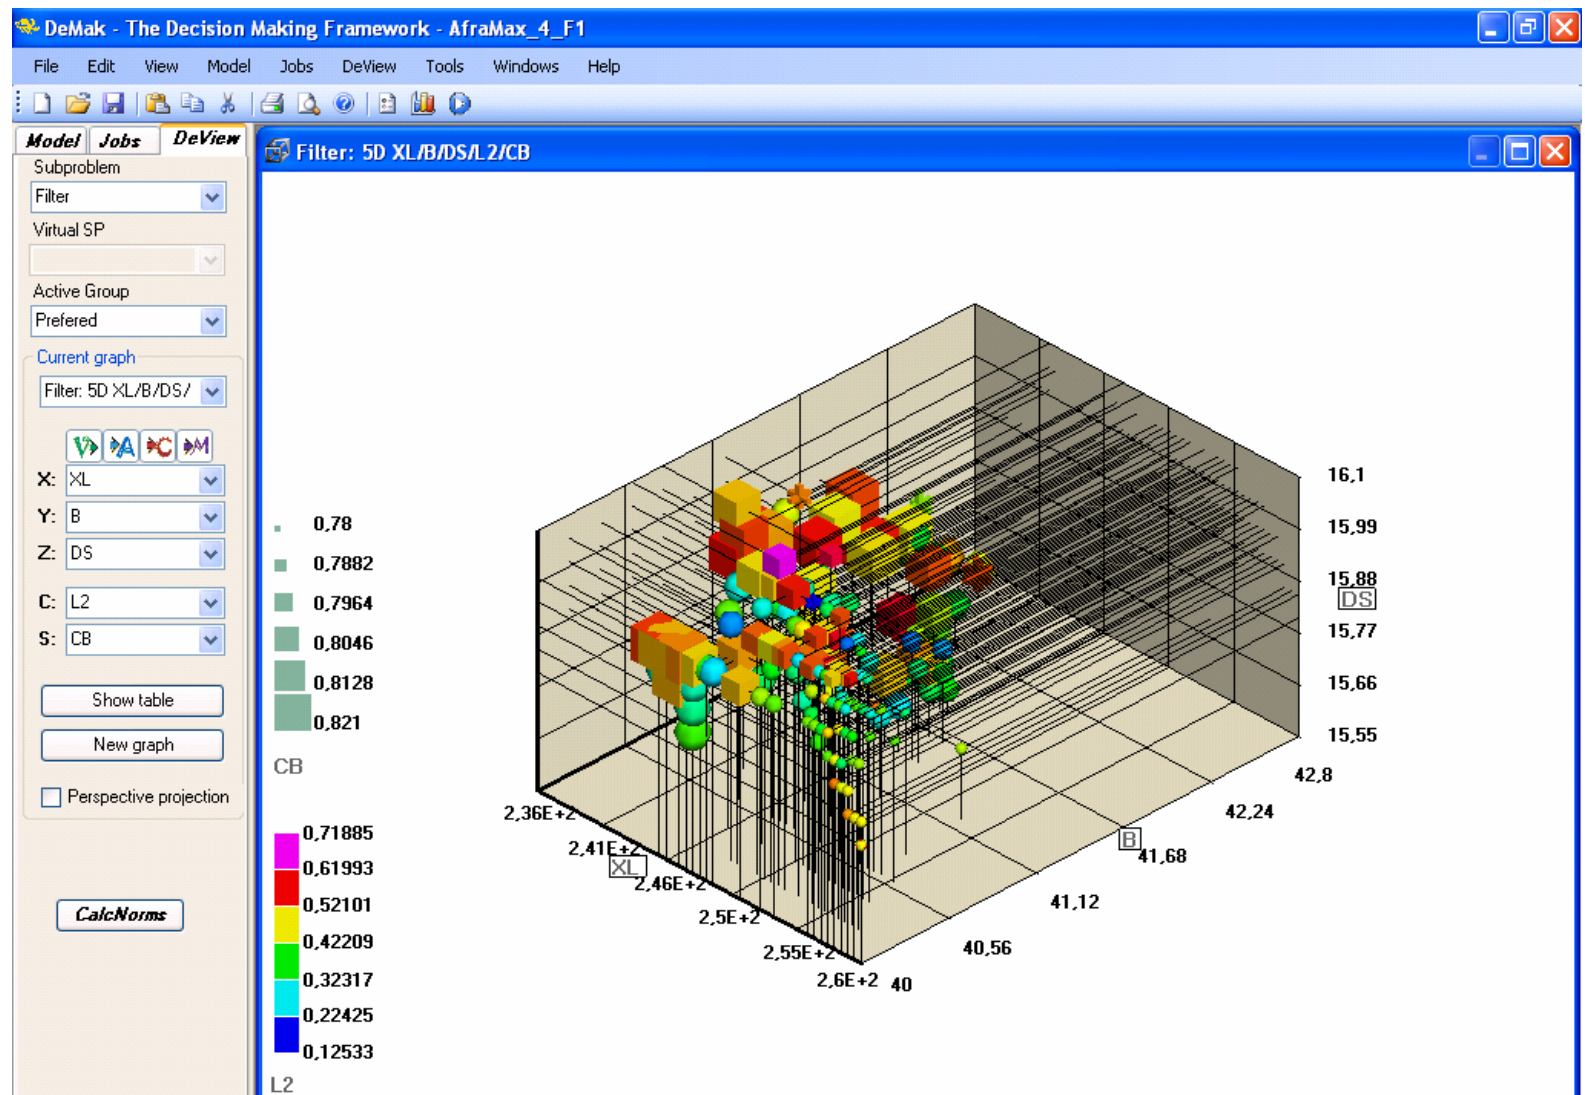 DeMak - The Decision Making Framework - AfraMax_4_F1
File Edit View Model Jobs DeView Tools Windows Help
Model Jobs DeView
Subproblem
Filter
Virtual SP
Active Group
Prefered
Current graph
Filter: 5D XL/B/DS/
V A C M
X: XL
Y: B
Z: DS
C: L2
S: CB
Show table
New graph
Perspective projection
CalcNorms
Filter: 5D XL/B/DS/L2/CB
0,78
0,7882
0,7964
0,8046
0,8128
0,821
CB
0,71885
0,61993
0,52101
0,42209
0,32317
0,22425
0,12533
L2
16,1
15,99
15,88
DS
15,77
15,66
15,55
42,8
42,24
B
41,68
41,12
40,56
40
2,36E+2
2,41E+2
XL
2,46E+2
2,5E+2
2,55E+2
2,6E+2